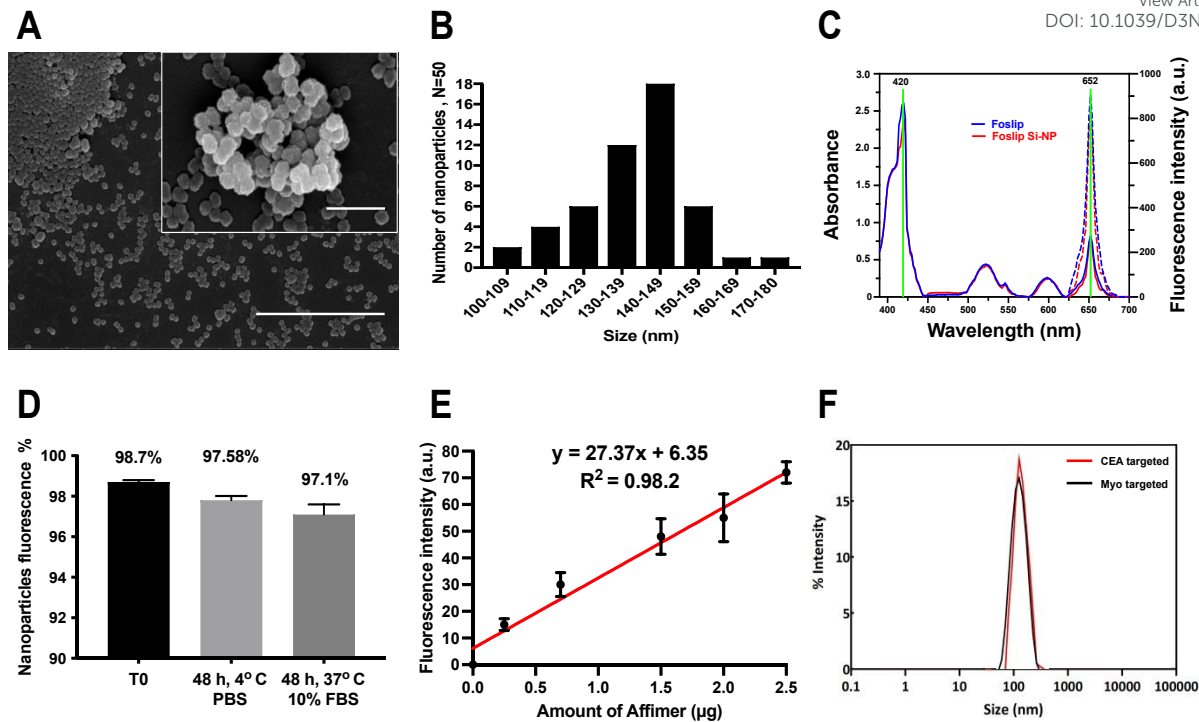 View Art
DOI: 10.1039/D3N
A
B
Number of nanoparticles , N=50
18
16
14
12
10
8
6
4
2
0
100-109
110-119
120-129
130-139
140-149
150-159
160-169
170-180
Size (nm)
C
420
652
Foslip
Foslip Si-NP
Absorbance
3.0
2.5
2.0
1.5
1.0
0.5
0
Fluorescence intensity (a.u.)
1000
800
600
400
200
0
400
450
500
550
600
650
700
Wavelength (nm)
D
Nanoparticles fluorescence %
100
98
96
94
92
90
98.7%
97.58%
97.1%
T0
48 h, 4º C
PBS
48 h, 37º C
10% FBS
E
y = 27.37x + 6.35
R² = 0.98.2
Fluorescence intensity (a.u.)
80
70
60
50
40
30
20
10
0
0.0
0.5
1.0
1.5
2.0
2.5
Amount of Affimer (µg)
F
CEA targeted
Myo targeted
% Intensity
20
15
10
5
0
0.1
1
10
100
1000
10000
100000
Size (nm)